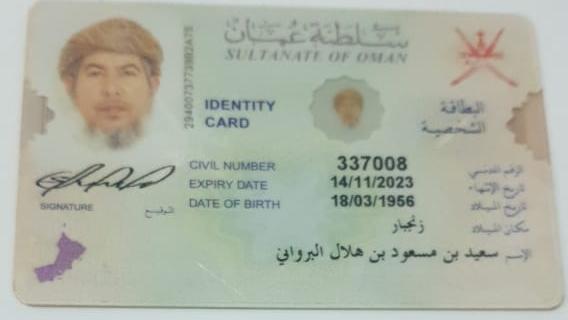 سلطنة عمان
SULTANATE OF OMAN
IDENTITY CARD
البطاقة الشخصية
CIVIL NUMBER 337008 الرقم المدني
EXPIRY DATE 14/11/2023 تاريخ الإنتهاء
DATE OF BIRTH 18/03/1956 تاريخ الميلاد
زنجبار مكان الميلاد
SIGNATURE التوقيع
الإسم سعيد بن مسعود بن هلال البرواني